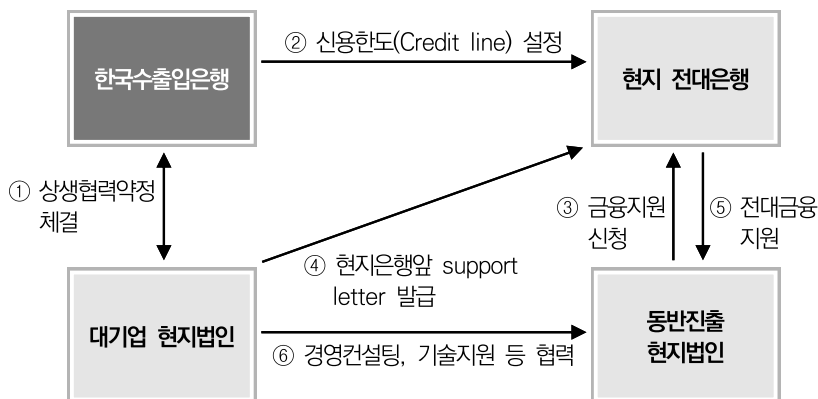 ② 신용한도(Credit line) 설정
한국수출입은행
현지 전대은행
① 상생협력약정
체결
③ 금융지원
신청
⑤ 전대금융
지원
④ 현지은행앞 support
letter 발급
대기업 현지법인
동반진출
현지법인
⑥ 경영컨설팅, 기술지원 등 협력